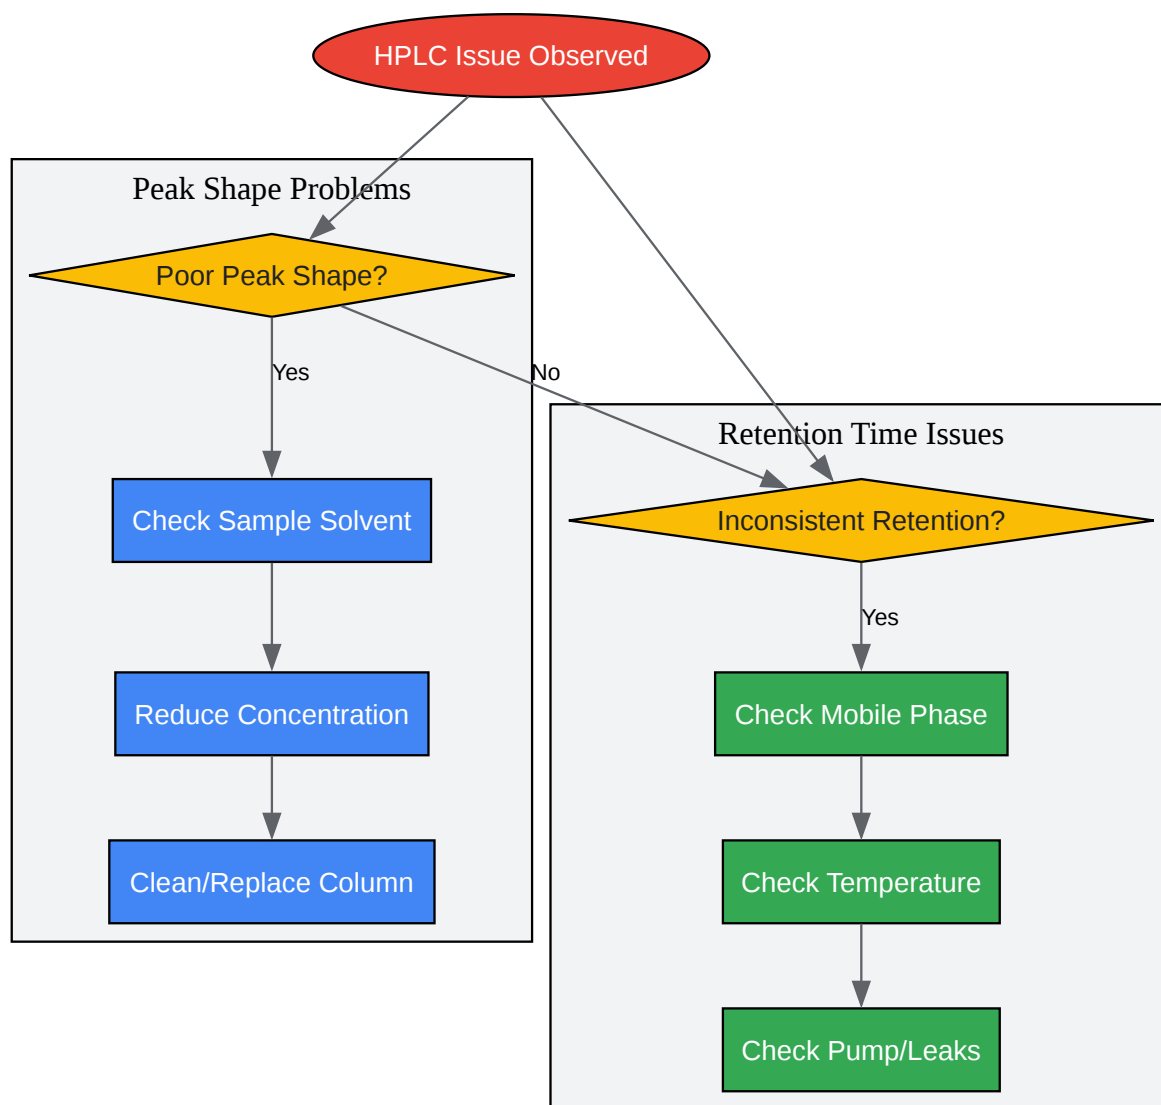 HPLC Issue Observed
Peak Shape Problems
Poor Peak Shape?
Yes
No
Check Sample Solvent
Reduce Concentration
Clean/Replace Column
Retention Time Issues
Inconsistent Retention?
Yes
Check Mobile Phase
Check Temperature
Check Pump/Leaks